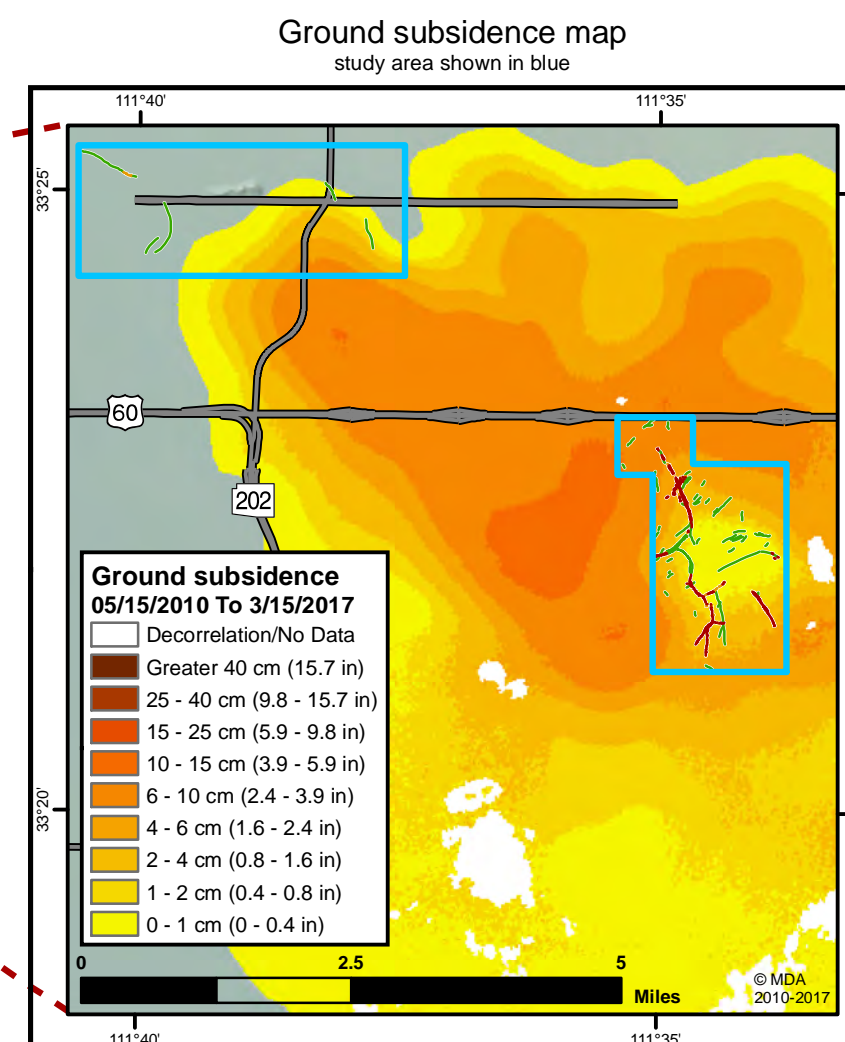 Ground subsidence map
study area shown in blue
111°40'
111°35'
33°25'
60
202
Ground subsidence
05/15/2010 To 3/15/2017
Decorrelation/No Data
Greater 40 cm (15.7 in)
25 - 40 cm (9.8 - 15.7 in)
15 - 25 cm (5.9 - 9.8 in)
10 - 15 cm (3.9 - 5.9 in)
6 - 10 cm (2.4 - 3.9 in)
4 - 6 cm (1.6 - 2.4 in)
2 - 4 cm (0.8 - 1.6 in)
1 - 2 cm (0.4 - 0.8 in)
0 - 1 cm (0 - 0.4 in)
33°20'
0
2.5
5
Miles
© MDA
2010-2017
111°40'
111°35'